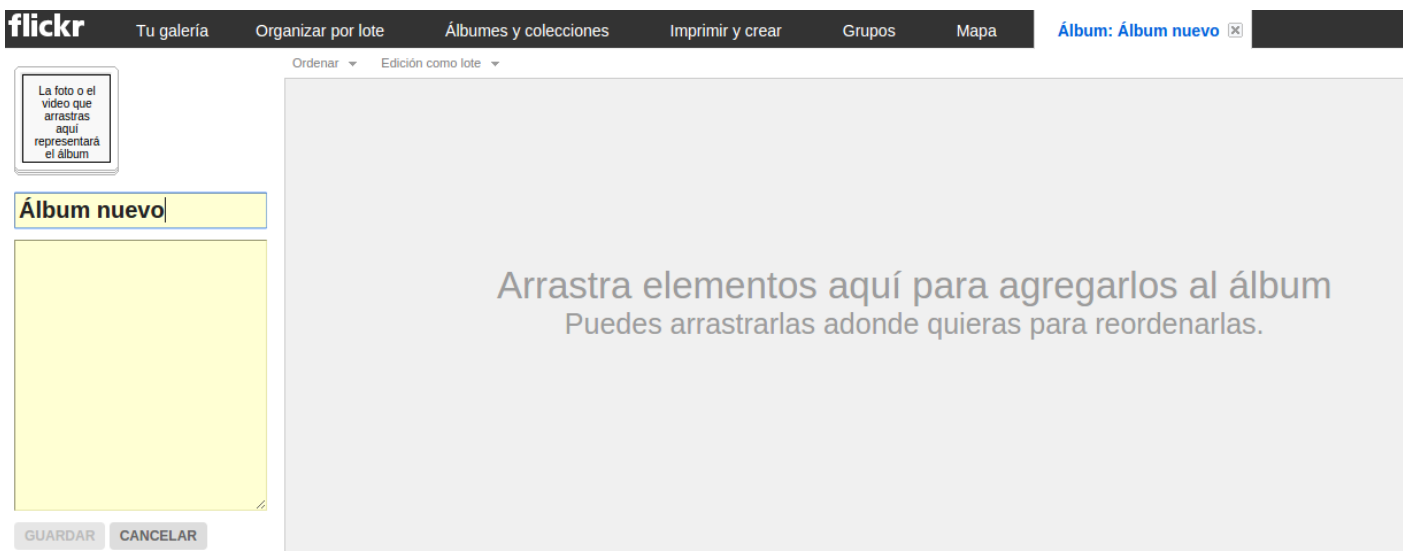 flickr Tu galería Organizar por lote Álbumes y colecciones Imprimir y crear Grupos Mapa Álbum: Álbum nuevo
Ordenar Edición como lote
La foto o el
video que
arrastras
aquí
representará
el álbum
Álbum nuevo
Arrastra elementos aquí para agregarlos al álbum
Puedes arrastrarlas adonde quieras para reordenarlas.
GUARDAR CANCELAR